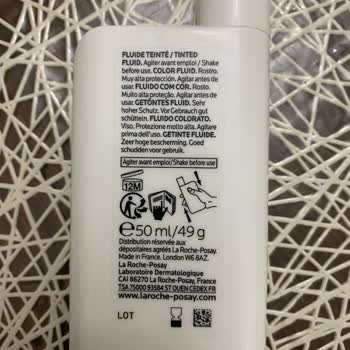 FLUIDE TEINTÉ / TINTED
FLUID. Agiter avant emploi / Shake
before use. COLOR FLUID. Rostro.
Muy alta protección. Agitar antes de
usar. FLUIDO COM COR. Rosto.
Muito alta proteção. Agitar antes de
usar. GETÖNTES FLUID. Sehr
hoher Schutz. Vor Gebrauch gut
schütteln. FLUIDO COLORATO.
Viso. Protezione molto alta. Agitare
prima dell'uso. GETINTE FLUIDE.
Zeer hoge bescherming. Goed
schudden voor gebruik.
Agiter avant emploi/Shake before use
12M
℮50 ml/49 g
Distribution réservée aux
dépositaires agréés La Roche-Posay.
Made in France. London W6 8AZ.
La Roche-Posay
Laboratoire Dermatologique
CAI 86270 La Roche-Posay, France
TSA 75000 93584 ST OUEN CEDEX FR
www.laroche-posay.com
LOT